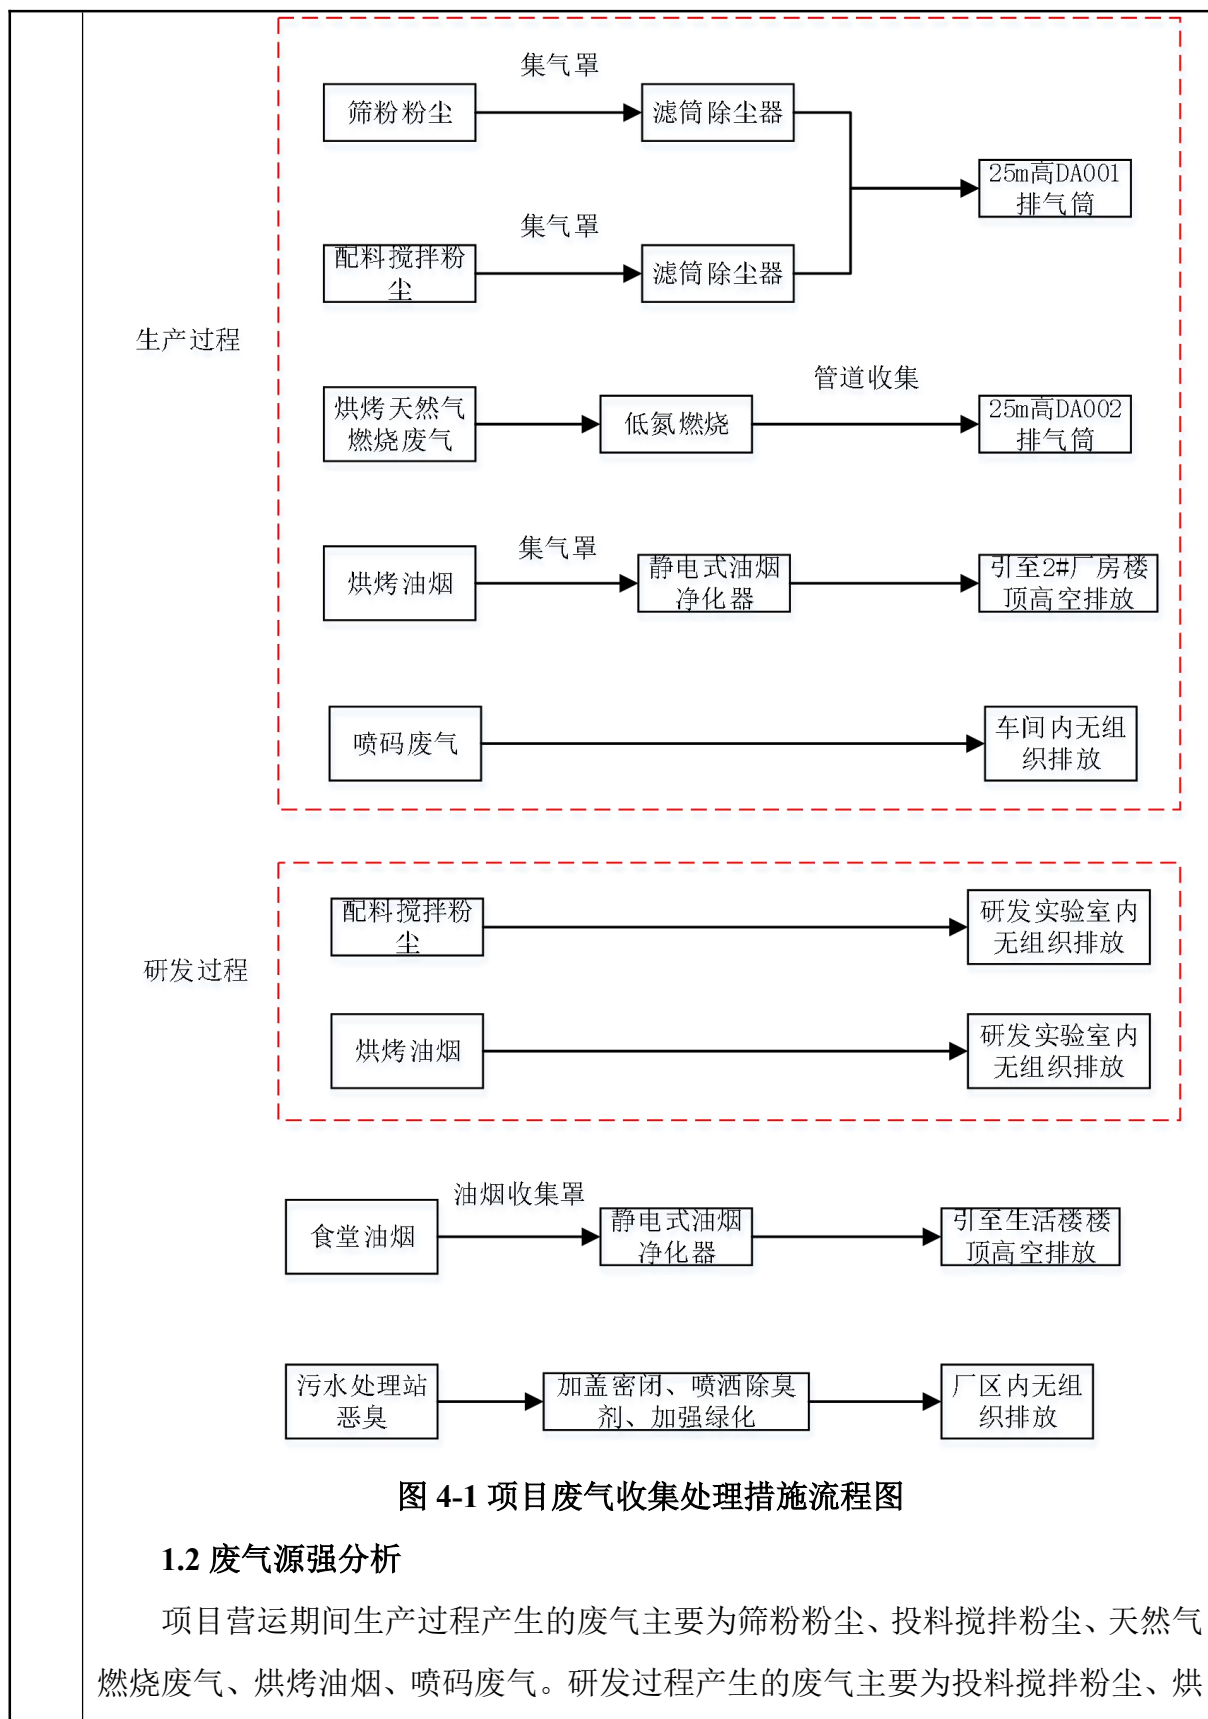 集气罩
筛粉粉尘
滤筒除尘器
25m高DA001
排气筒
集气罩
配料搅拌粉
尘
滤筒除尘器
生产过程
管道收集
烘烤天然气
燃烧废气
低氮燃烧
25m高DA002
排气筒
集气罩
烘烤油烟
静电式油烟
净化器
引至2#厂房楼
顶高空排放
喷码废气
车间内无组
织排放
配料搅拌粉
尘
研发实验室内
无组织排放
研发过程
烘烤油烟
研发实验室内
无组织排放
油烟收集罩
食堂油烟
静电式油烟
净化器
引至生活楼楼
顶高空排放
污水处理站
恶臭
加盖密闭、喷洒除臭
剂、加强绿化
厂区内无组
织排放
图 4-1 项目废气收集处理措施流程图
1.2 废气源强分析
项目营运期间生产过程产生的废气主要为筛粉粉尘、投料搅拌粉尘、天然气
燃烧废气、烘烤油烟、喷码废气。研发过程产生的废气主要为投料搅拌粉尘、烘